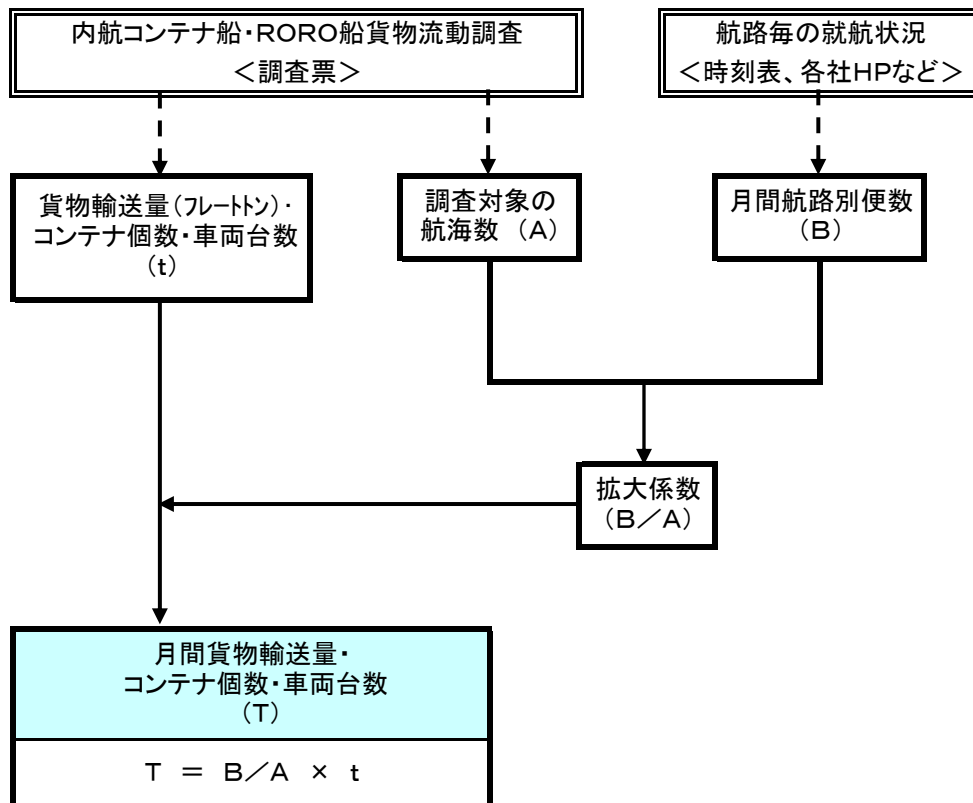 内航コンテナ船・RORO船貨物流動調査
＜調査票＞
航路毎の就航状況
＜時刻表、各社HPなど＞
貨物輸送量（フレートトン）・
コンテナ個数・車両台数
（t）
調査対象の
航海数　（A）
月間航路別便数
（B）
拡大係数
（B／A）
月間貨物輸送量・
コンテナ個数・車両台数
（T）
T　＝　B／A　×　t